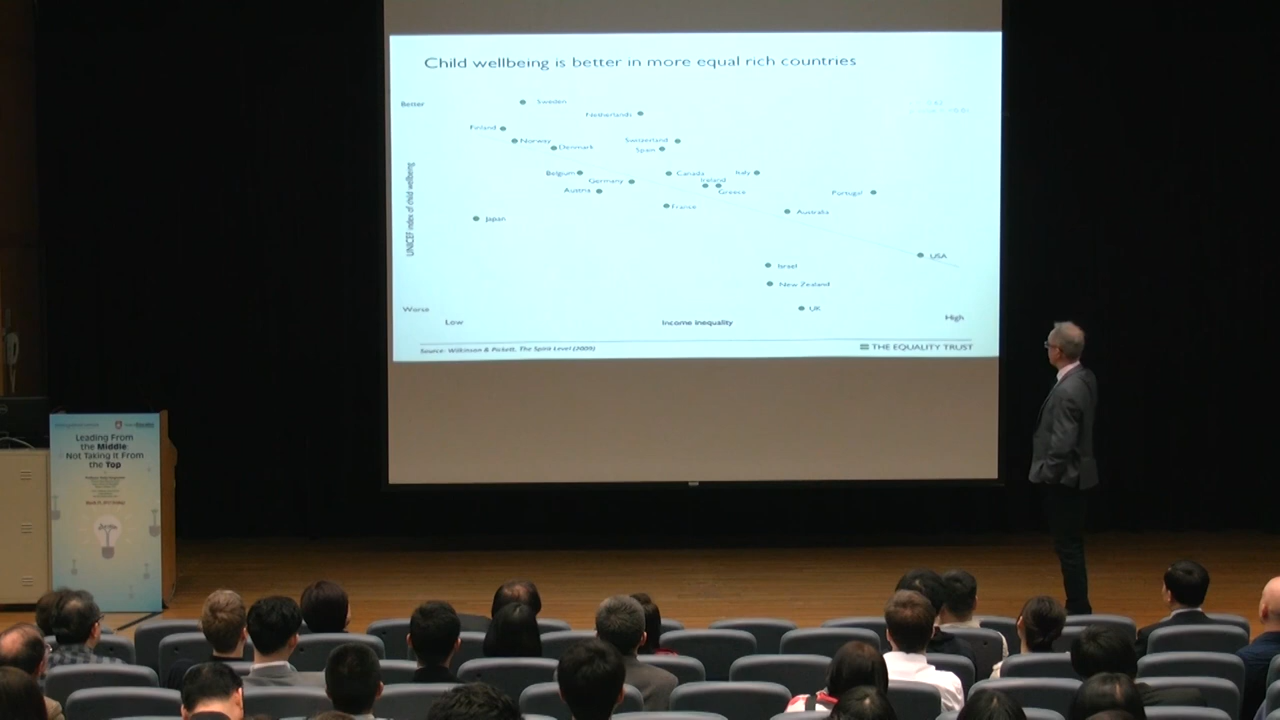 Child wellbeing is better in more equal rich countries
Better
Sweden
Netherlands
Finland
Norway
Denmark
Switzerland
Spain
Belgium
Germany
Austria
Canada
Ireland
Italy
Greece
Portugal
France
Japan
Australia
USA
Israel
New Zealand
UK
UNICEF index of child wellbeing
Worse
Low
Income inequality
High
Source: Wilkinson & Pickett, The Spirit Level (2009)
THE EQUALITY TRUST
Leading From
the Middle
Not Taking It From
the Top